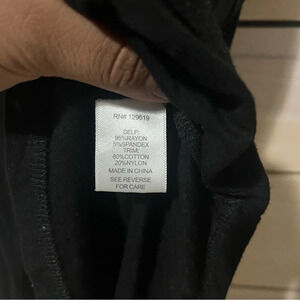 RN# 129619
SELF:
95%RAYON
5%SPANDEX
TRIM:
80%COTTON
20%NYLON
MADE IN CHINA
SEE REVERSE
FOR CARE